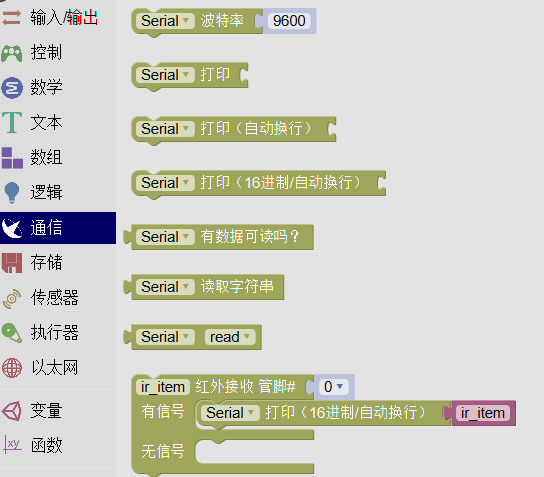 输入/输出
控制
数学
文本
数组
逻辑
通信
存储
传感器
执行器
以太网
变量
函数
Serial 波特率 9600
Serial 打印
Serial 打印（自动换行）
Serial 打印（16进制/自动换行）
Serial 有数据可读吗？
Serial 读取字符串
Serial read
ir_item 红外接收 管脚# 0
有信号 Serial 打印（16进制/自动换行） ir_item
无信号